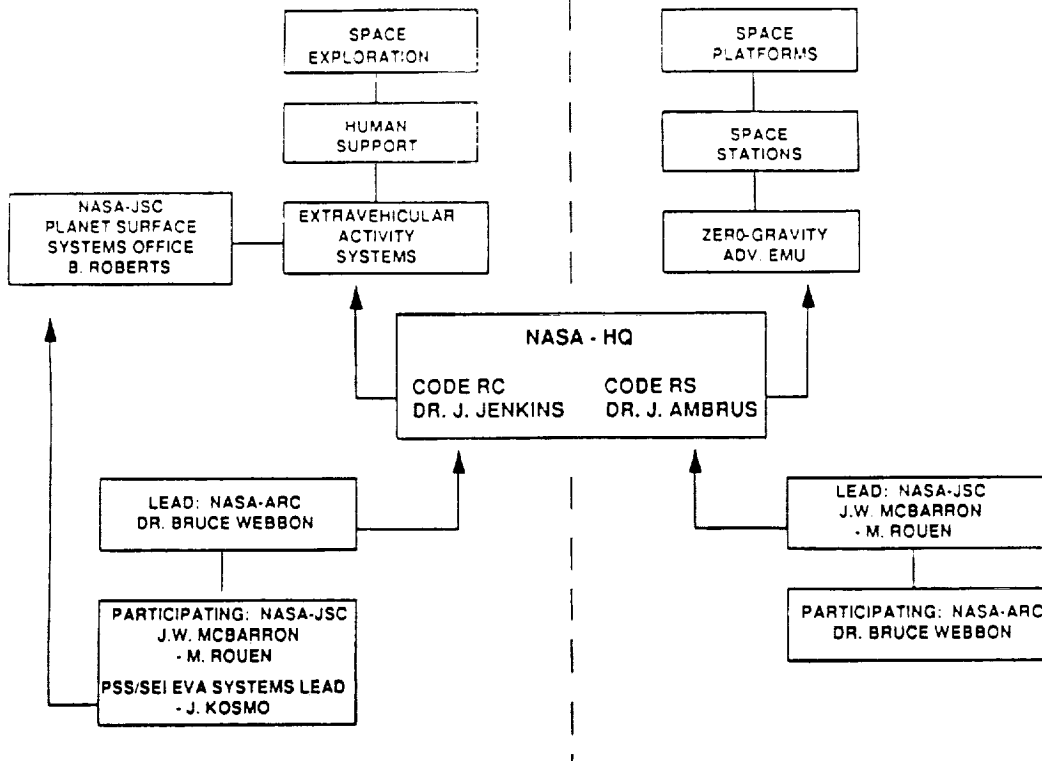 SPACE
EXPLORATION
SPACE
PLATFORMS
HUMAN
SUPPORT
SPACE
STATIONS
NASA-JSC
PLANET SURFACE
SYSTEMS OFFICE
B. ROBERTS
EXTRAVEHICULAR
ACTIVITY
SYSTEMS
ZERO-GRAVITY
ADV. EMU
NASA - HQ
CODE RC
DR. J. JENKINS
CODE RS
DR. J. AMBRUS
LEAD: NASA-ARC
DR. BRUCE WEBBON
LEAD: NASA-JSC
J.W. MCBARRON
- M. ROUEN
PARTICIPATING: NASA-JSC
J.W. MCBARRON
- M. ROUEN
PSS/SEI EVA SYSTEMS LEAD
- J. KOSMO
PARTICIPATING: NASA-ARC
DR. BRUCE WEBBON